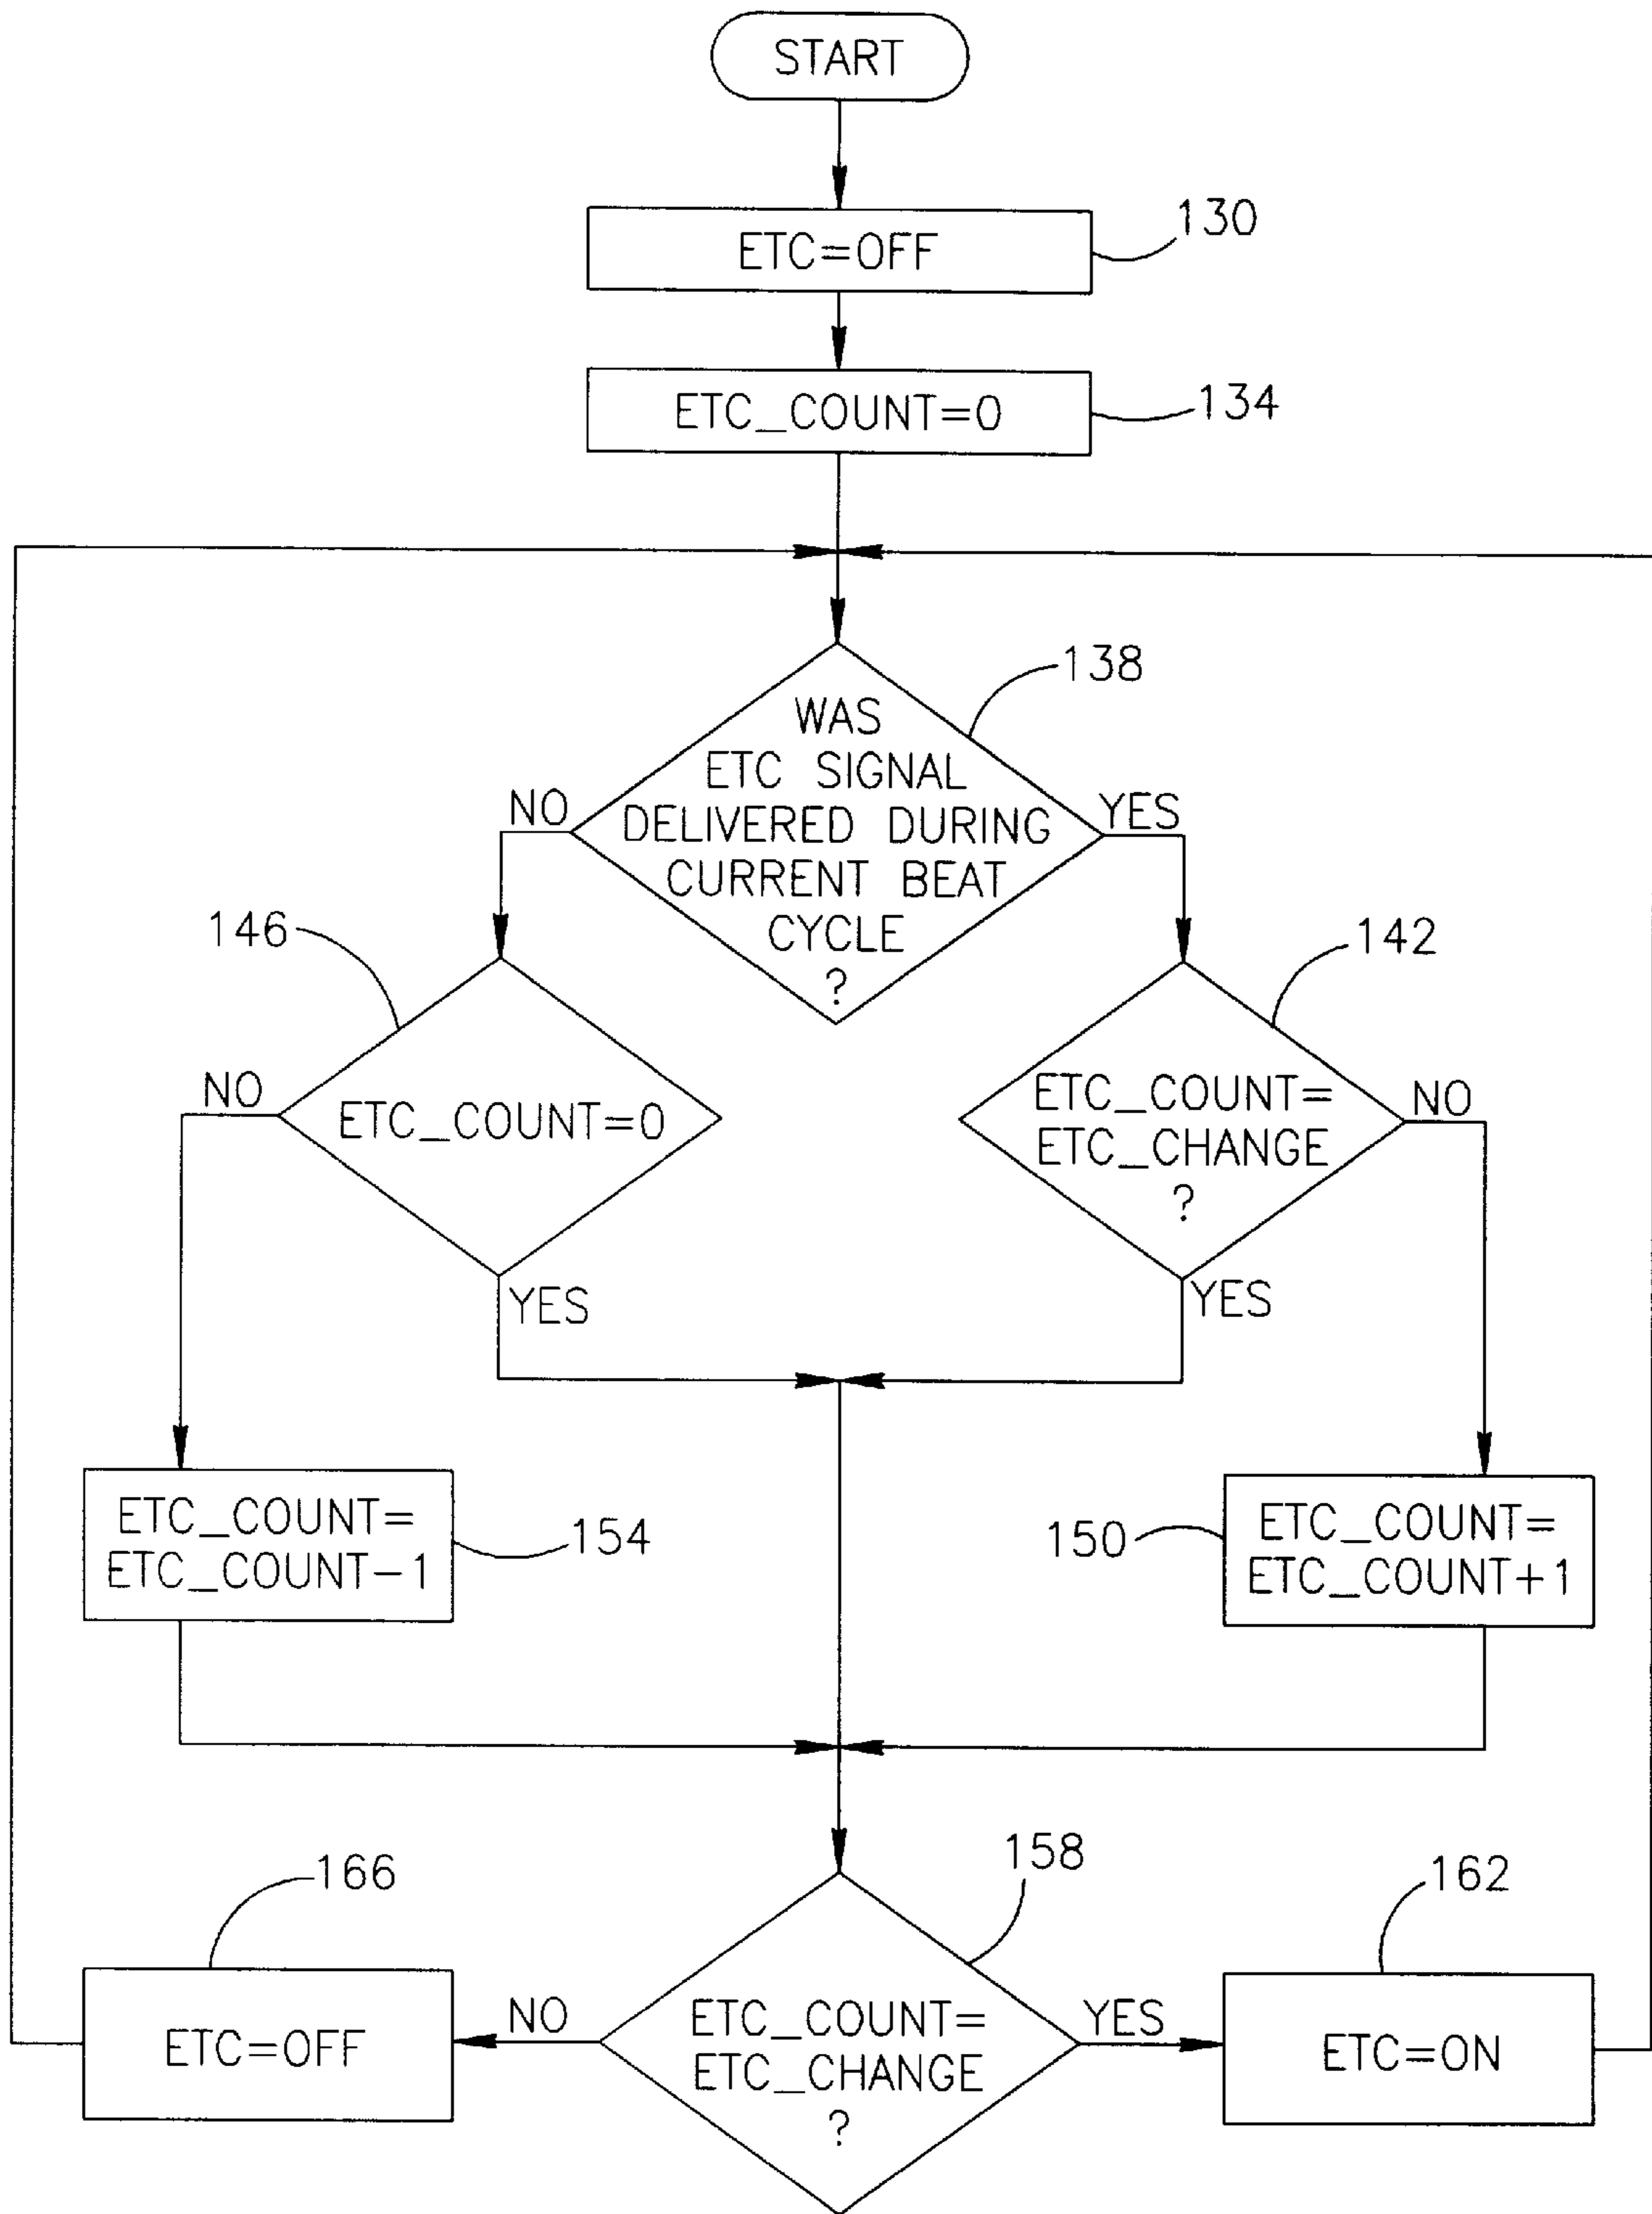 START
130
ETC=OFF
134
ETC_COUNT=0
138
WAS
ETC SIGNAL
DELIVERED DURING
CURRENT BEAT
CYCLE
?
NO
YES
146
142
NO
ETC_COUNT=0
YES
ETC_COUNT=
ETC_CHANGE
?
NO
YES
ETC_COUNT=
ETC_COUNT-1
154
150
ETC_COUNT=
ETC_COUNT+1
158
166
162
ETC_COUNT=
ETC_CHANGE
?
NO
YES
ETC=OFF
ETC=ON